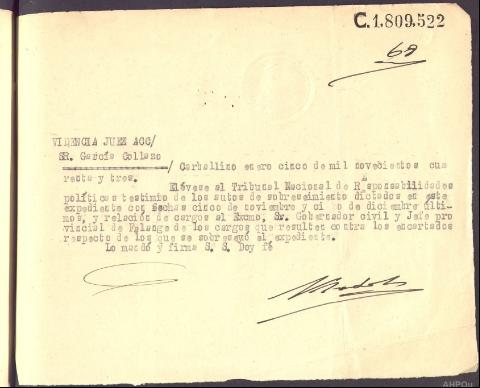 C.1.809.522
69
VIDENCIA JUEZ ACC/
SR. García Collazo
/ Carballino enero cinco de mil novecientos cua
renta y tres.
Elévese al Tribunal Nacional de Responsabilidades
políticas testimio de los autos de sobreseimiento dictados en este
expediente con fechas cinco de noviembre y ci co de diciembre últi-
mos, y relación de cargos al Excmo, Sr. Gobernador civil y Jefe pro
vincial de Falange de los cargos que resultes contra los encartados
respecto de los que se sobreseyó el expediente.
Lo mandó y firma S. S. Doy fé
AHPOu